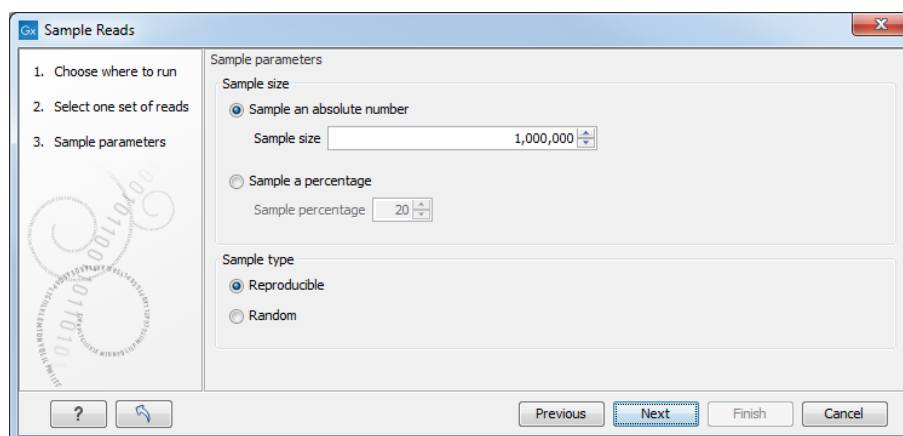 Gx Sample Reads
1. Choose where to run
2. Select one set of reads
3. Sample parameters
Sample parameters
Sample size
Sample an absolute number
Sample size 1,000,000
Sample a percentage
Sample percentage 20
Sample type
Reproducible
Random
? Previous Next Finish Cancel